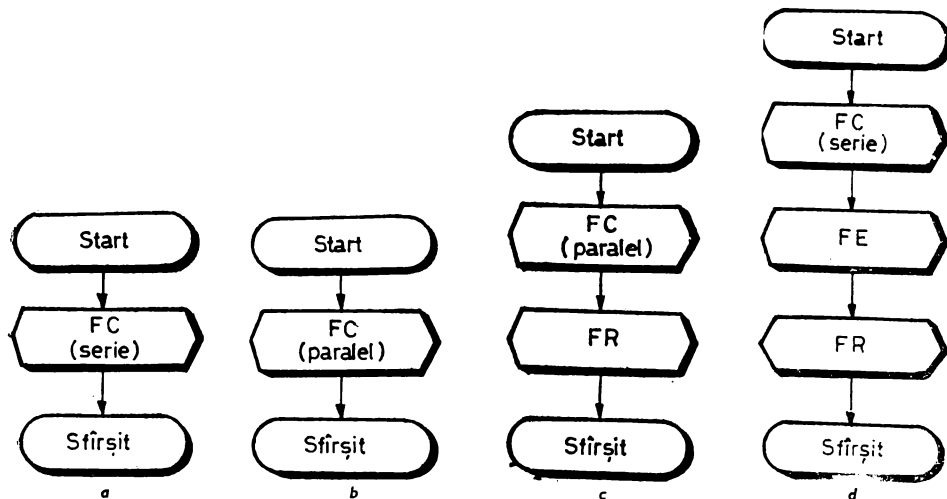 Start
FC
(serie)
Sfîrșit
a
Start
FC
(paralel)
Sfîrșit
b
Start
FC
(paralel)
FR
Sfîrșit
c
Start
FC
(serie)
FE
FR
Sfîrșit
d